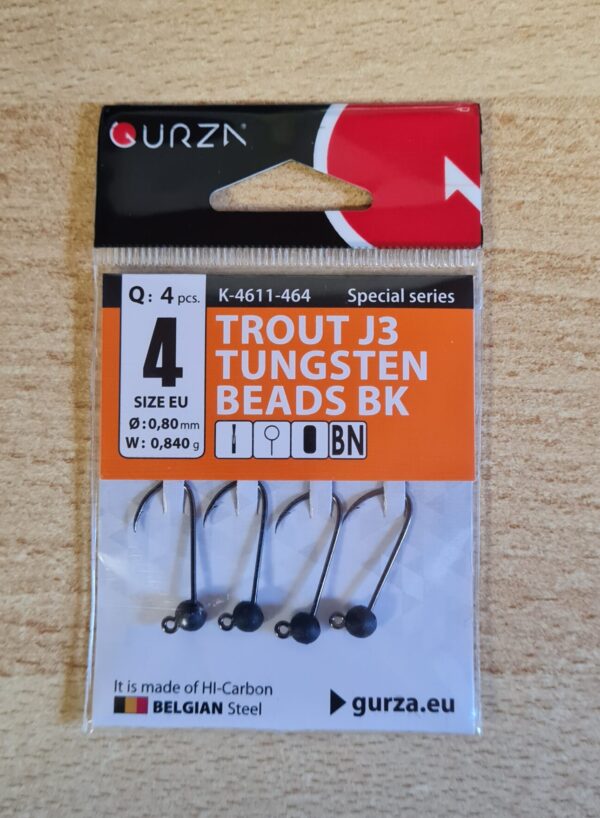 GURZA
Q: 4 pcs.
4
SIZE EU
Ø:0,80mm
W: 0,840 g
K-4611-464 Special series
TROUT J3
TUNGSTEN
BEADS BK
BN
It is made of HI-Carbon
BELGIAN Steel
gurza.eu